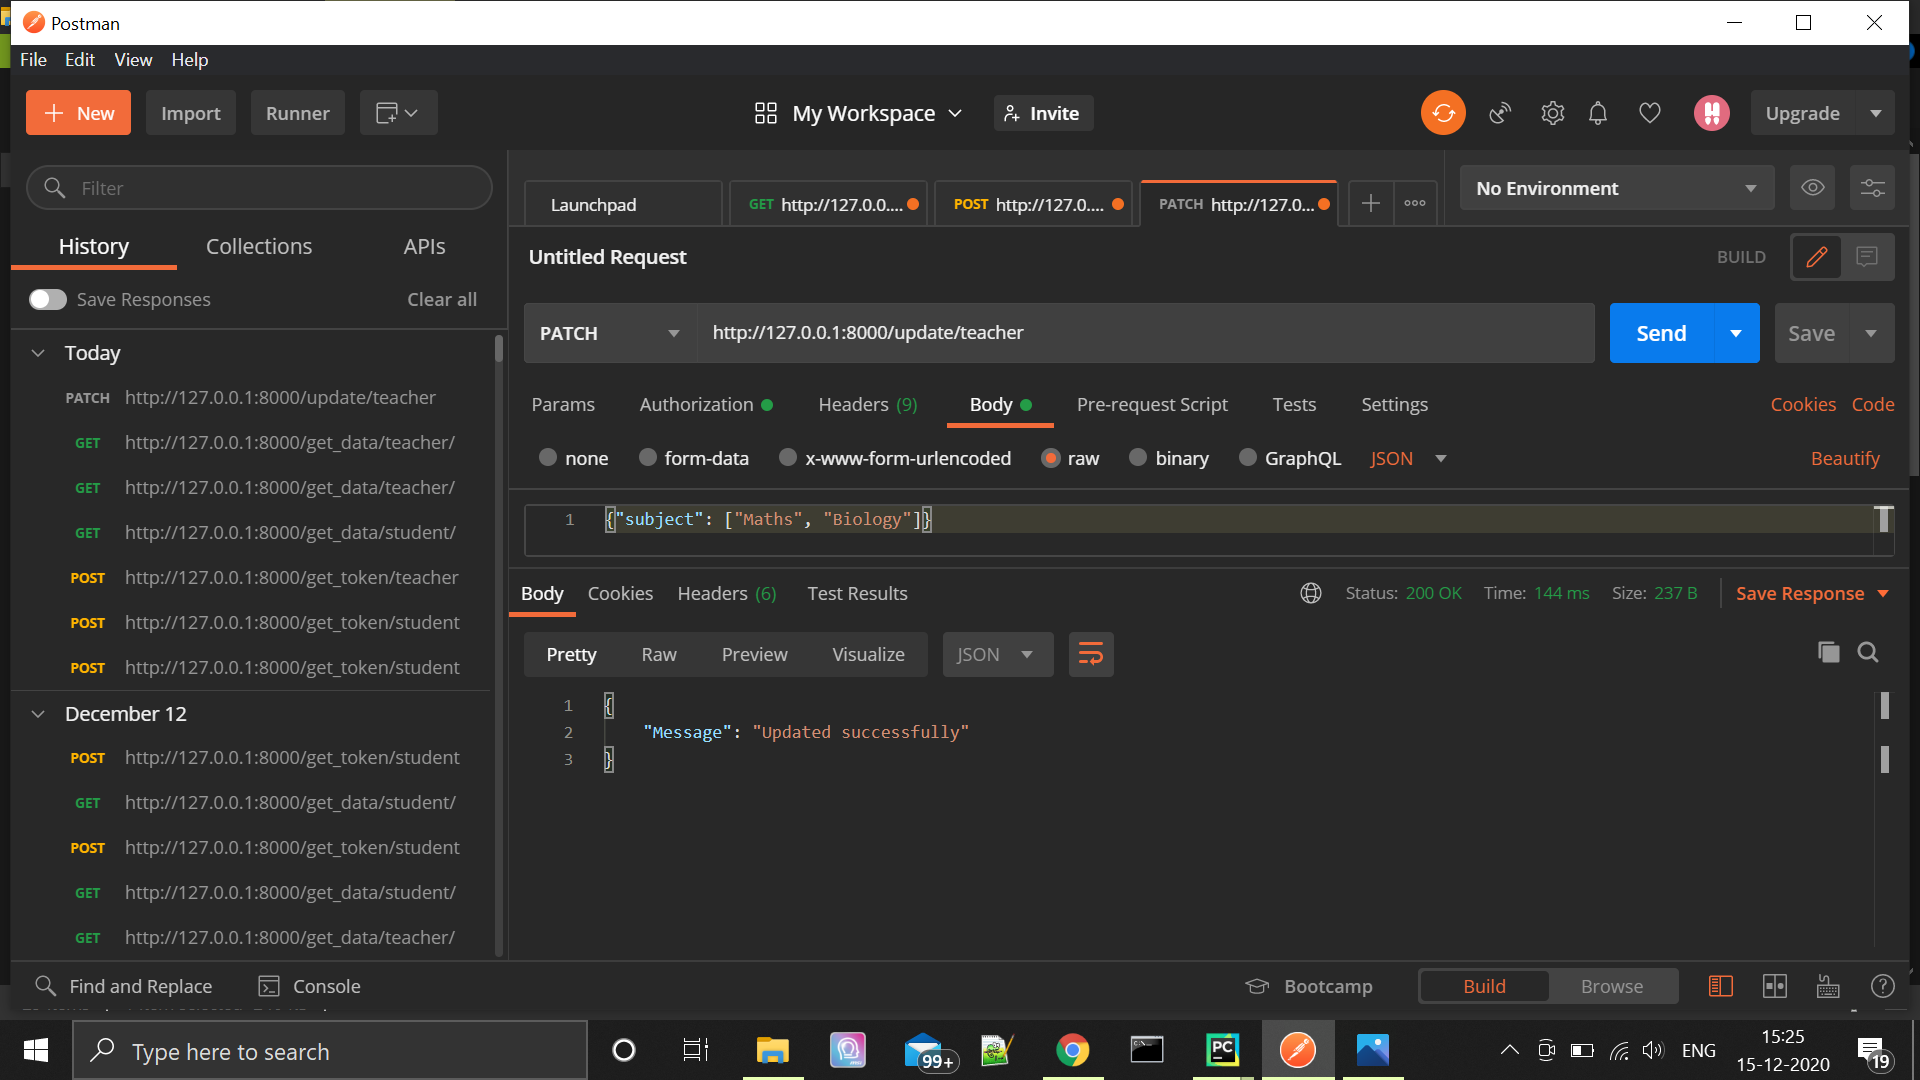 Postman
File Edit View Help
New Import Runner My Workspace Invite Upgrade
Filter
History Collections APIs
Save Responses Clear all
Today
PATCH http://127.0.0.1:8000/update/teacher
GET http://127.0.0.1:8000/get_data/teacher/
GET http://127.0.0.1:8000/get_data/teacher/
GET http://127.0.0.1:8000/get_data/student/
POST http://127.0.0.1:8000/get_token/teacher
POST http://127.0.0.1:8000/get_token/student
POST http://127.0.0.1:8000/get_token/student
December 12
POST http://127.0.0.1:8000/get_token/student
GET http://127.0.0.1:8000/get_data/student/
POST http://127.0.0.1:8000/get_token/student
GET http://127.0.0.1:8000/get_data/student/
GET http://127.0.0.1:8000/get_data/teacher/
Launchpad GET http://127.0.0.... POST http://127.0.... PATCH http://127.0... No Environment
Untitled Request BUILD
PATCH http://127.0.0.1:8000/update/teacher Send Save
Params Authorization Headers (9) Body Pre-request Script Tests Settings Cookies Code
none form-data x-www-form-urlencoded raw binary GraphQL JSON Beautify
1 {"subject": ["Maths", "Biology"]}
Body Cookies Headers (6) Test Results Status: 200 OK Time: 144 ms Size: 237 B Save Response
Pretty Raw Preview Visualize JSON
1 {
2 "Message": "Updated successfully"
3 }
Find and Replace Console Bootcamp Build Browse
Type here to search 99+ PC ENG 15:25
15-12-2020 19